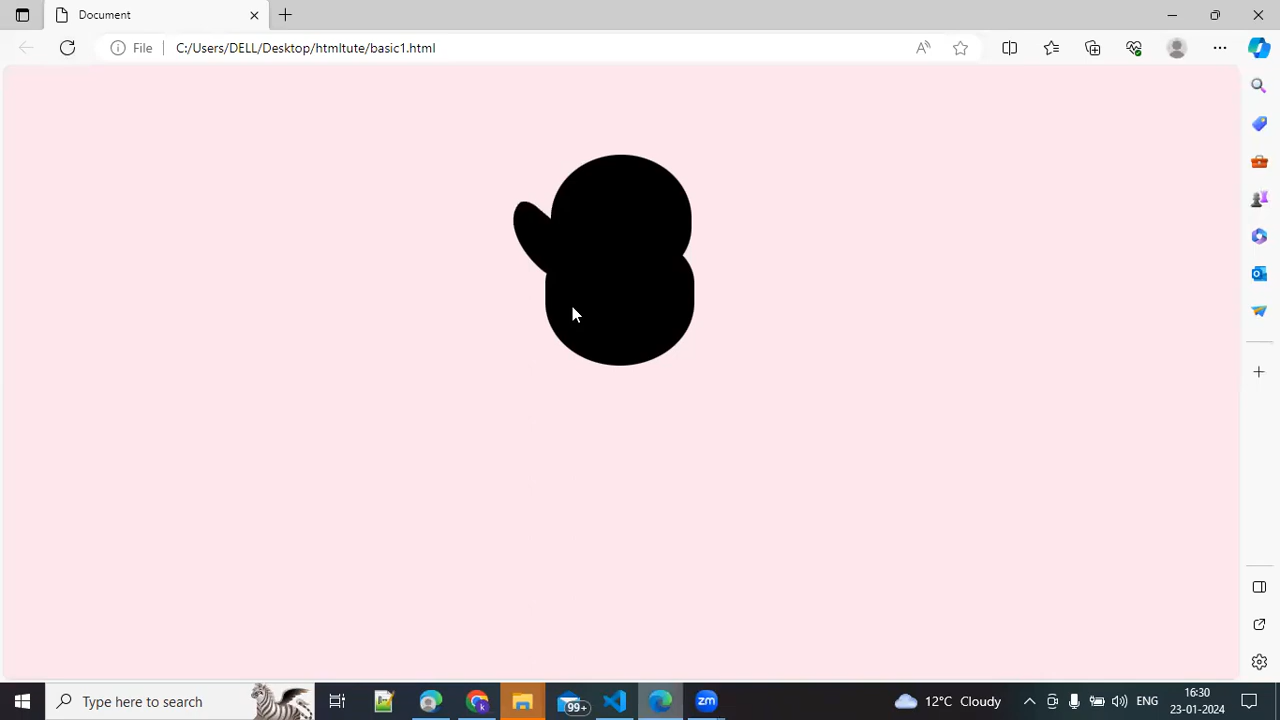 Document
File
C:/Users/DELL/Desktop/htmltute/basic1.html
Type here to search
99+
zm
12°C Cloudy
ENG
16:30
23-01-2024